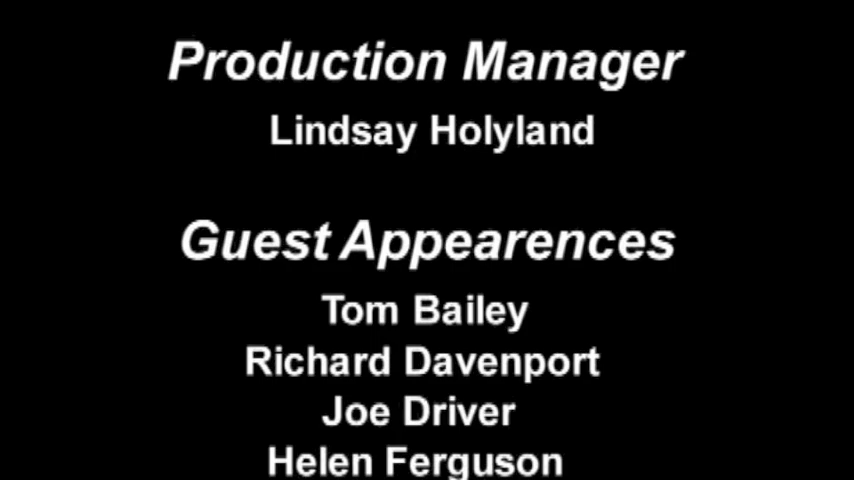 Production Manager
Lindsay Holyland
Guest Appearences
Tom Bailey
Richard Davenport
Joe Driver
Helen Ferguson